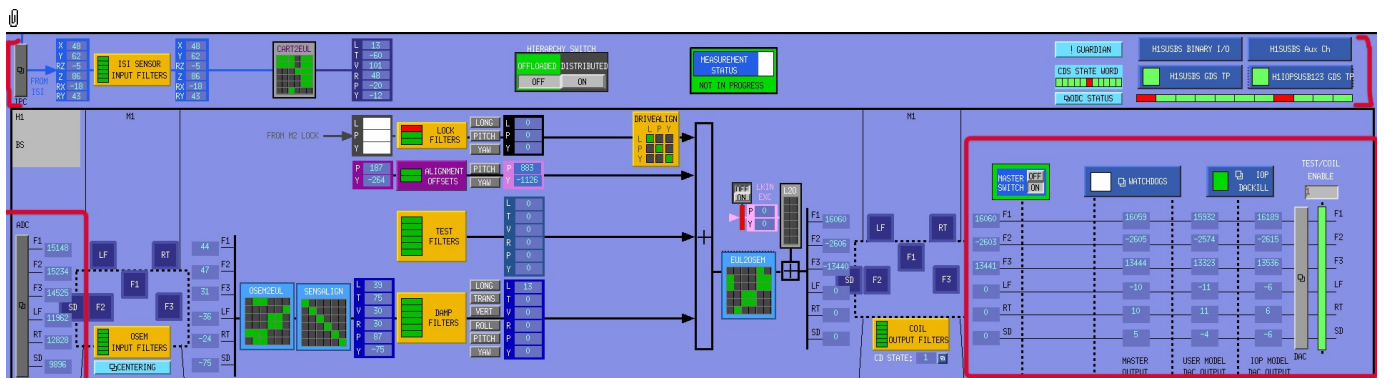 X 48 X 48 L 13
Y 62 Y 62 T -60
RZ -5 RZ -5 V 101
Z 86 Z 86 R 48
RX -18 RX -18 P -20
RY 43 RY 43 Y -12
FROM ISI
IPC
ISI SENSOR INPUT FILTERS
CART2EUL
HIERARCHY SWITCH
OFFLOADED DISTRIBUTED
OFF ON
MEASUREMENT STATUS
NOT IN PROGRESS
! GUARDIAN
CDS STATE WORD
ODC STATUS
H1SUSBS BINARY I/O
H1SUSBS Aux Ch
H1SUSBS GDS TP
H1IOPSUSB123 GDS TP
H1
BS
M1
FROM M2 LOCK
L
P
Y
LOCK FILTERS
LONG L 0
PITCH P 0
YAW Y 0
DRIVEALIGN
L P Y
L
P
Y
P 187
Y -264
ALIGNMENT OFFSETS
PITCH P 883
YAW Y -1126
TEST FILTERS
L 0
T 0
V 0
R 0
P 0
Y 0
ADC
F1 15148
F2 15234
F3 14525
LF 11962
RT 12828
SD 9896
LF RT
F1
SD F2 F3
OSEM INPUT FILTERS
CENTERING
44 F1
47 F2
31 F3
-36 LF
-24 RT
-75 SD
OSEM2EUL
SENSALIGN
L 39
T 75
V 30
R 30
P 87
Y -75
DAMP FILTERS
LONG L 13
TRANS T 0
VERT V 0
ROLL R 0
PITCH P 0
YAW Y 0
+
OFF
ON
LKIN EXC
P 0
Y 0
L2O
EUL2OSEM
F1 16060
F2 -2606
F3 -13440
LF 0
RT 0
SD 0
M1
LF RT
F1
SD F2 F3
COIL OUTPUT FILTERS
CD STATE: 1
MASTER SWITCH OFF ON
WATCHDOGS
IOP DACKILL
TEST/COIL ENABLE
1
16060 F1 16059 15932 16189 F1
-2603 F2 -2605 -2574 -2615 F2
13441 F3 13444 13323 13536 F3
0 LF -10 -11 -6 LF
0 RT 10 11 6 RT
0 SD 5 -4 -6 SD
DAC
MASTER OUTPUT
USER MODEL DAC OUTPUT
IOP MODEL DAC OUTPUT